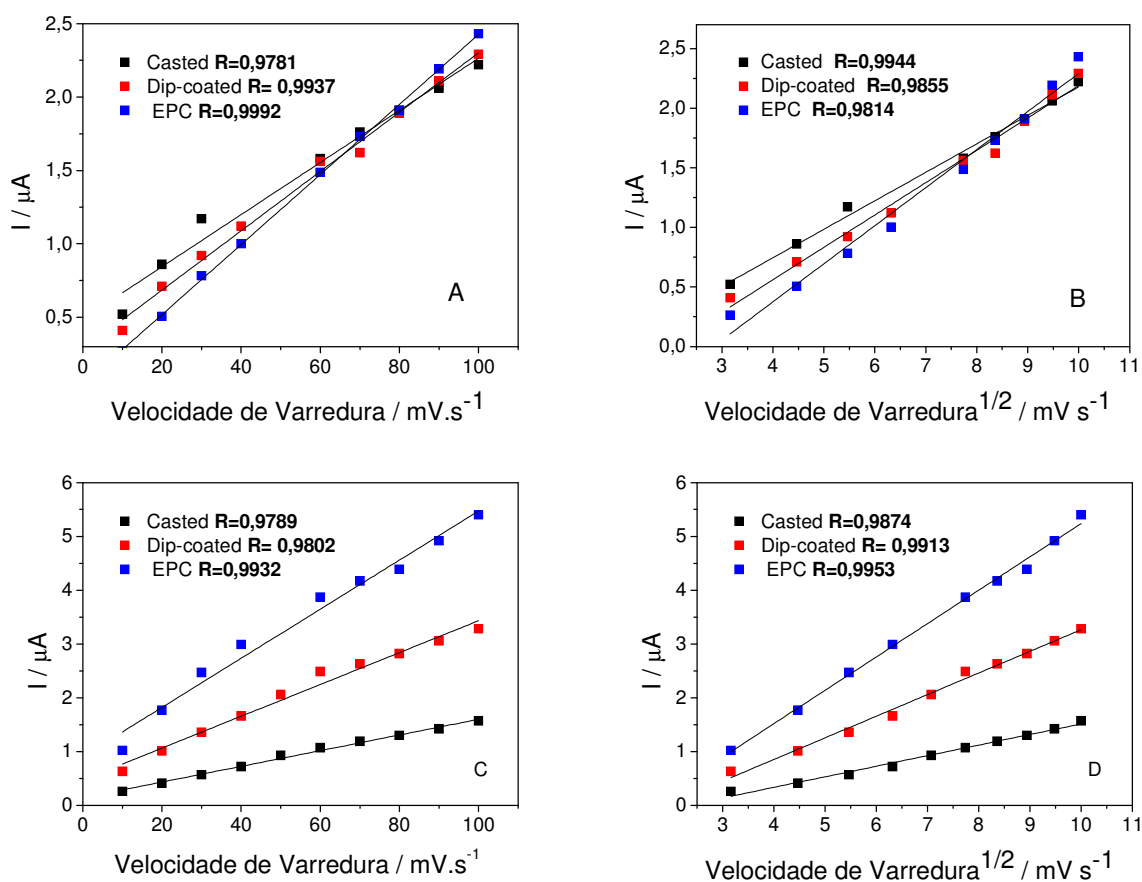 2,5
2,0
1,5
1,0
0,5
I / μA
Casted R=0,9781
Dip-coated R= 0,9937
EPC R=0,9992
A
0 20 40 60 80 100
Velocidade de Varredura / mV.s-1
2,5
2,0
1,5
1,0
0,5
0,0
I / μA
Casted R=0,9944
Dip-coated R=0,9855
EPC R=0,9814
B
3 4 5 6 7 8 9 10 11
Velocidade de Varredura1/2 / mV s-1
6
5
4
3
2
1
0
I / μA
Casted R=0,9789
Dip-coated R= 0,9802
EPC R=0,9932
C
0 20 40 60 80 100
Velocidade de Varredura / mV.s-1
6
5
4
3
2
1
0
I / μA
Casted R=0,9874
Dip-coated R= 0,9913
EPC R=0,9953
D
3 4 5 6 7 8 9 10 11
Velocidade de Varredura1/2 / mV s-1